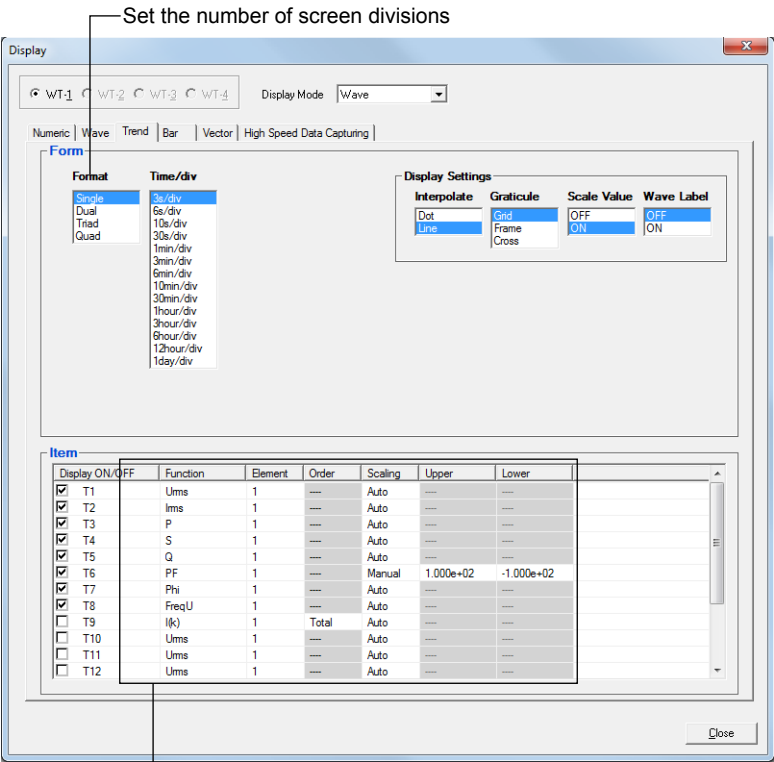 Set the number of screen divisions
Display
WT-1 WT-2 WT-3 WT-4 Display Mode Wave
Numeric Wave Trend Bar Vector High Speed Data Capturing
Form
Format Time/div Display Settings
Interpolate Graticule Scale Value Wave Label
Single 3s/div Dot Grid OFF OFF
Dual 6s/div Line Frame ON ON
Triad 10s/div Cross
Quad 30s/div
1min/div
3min/div
6min/div
10min/div
30min/div
1hour/div
3hour/div
6hour/div
12hour/div
1day/div
Item
Display ON/OFF Function Element Order Scaling Upper Lower
T1 Urms 1 ---- Auto ---- ----
T2 Irms 1 ---- Auto ---- ----
T3 P 1 ---- Auto ---- ----
T4 S 1 ---- Auto ---- ----
T5 Q 1 ---- Auto ---- ----
T6 PF 1 ---- Manual 1.000e+02 -1.000e+02
T7 Phi 1 ---- Auto ---- ----
T8 FreqU 1 ---- Auto ---- ----
T9 I(k) 1 Total Auto ---- ----
T10 Urms 1 ---- Auto ---- ----
T11 Urms 1 ---- Auto ---- ----
T12 Urms 1 ---- Auto ---- ----
Close